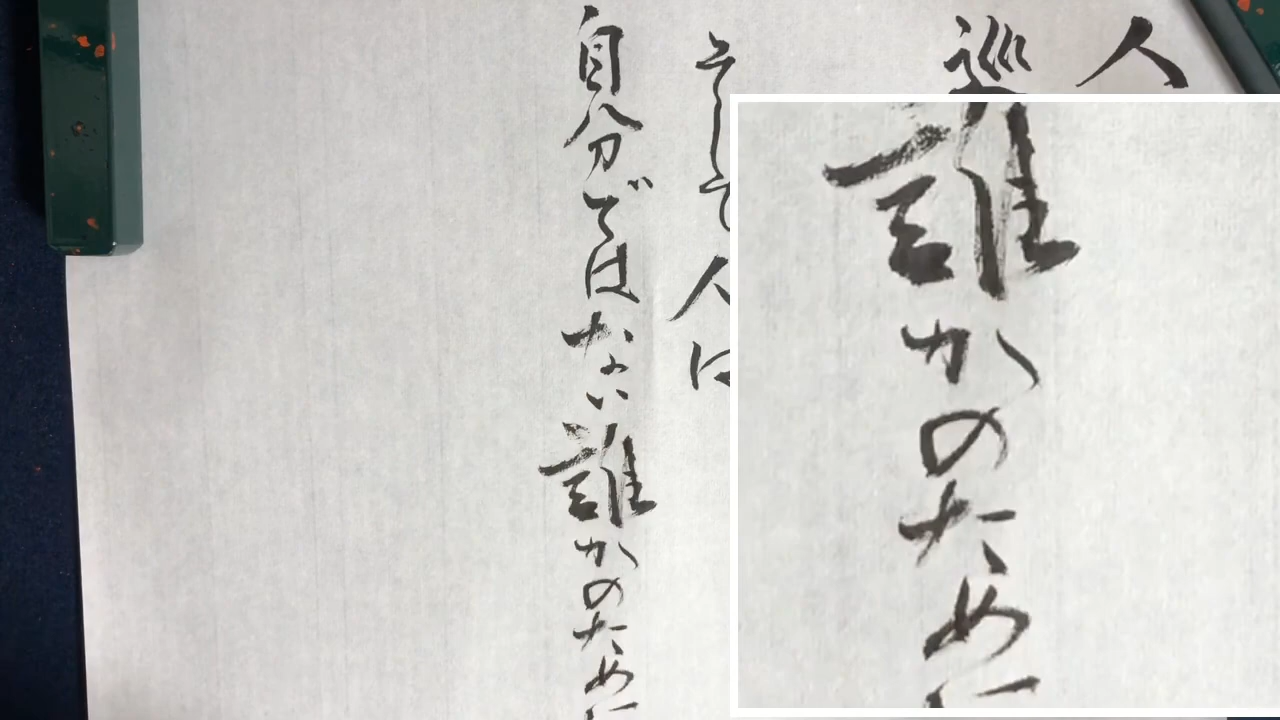 人
巡
そして人は
自分ではない誰かのために
誰かのために